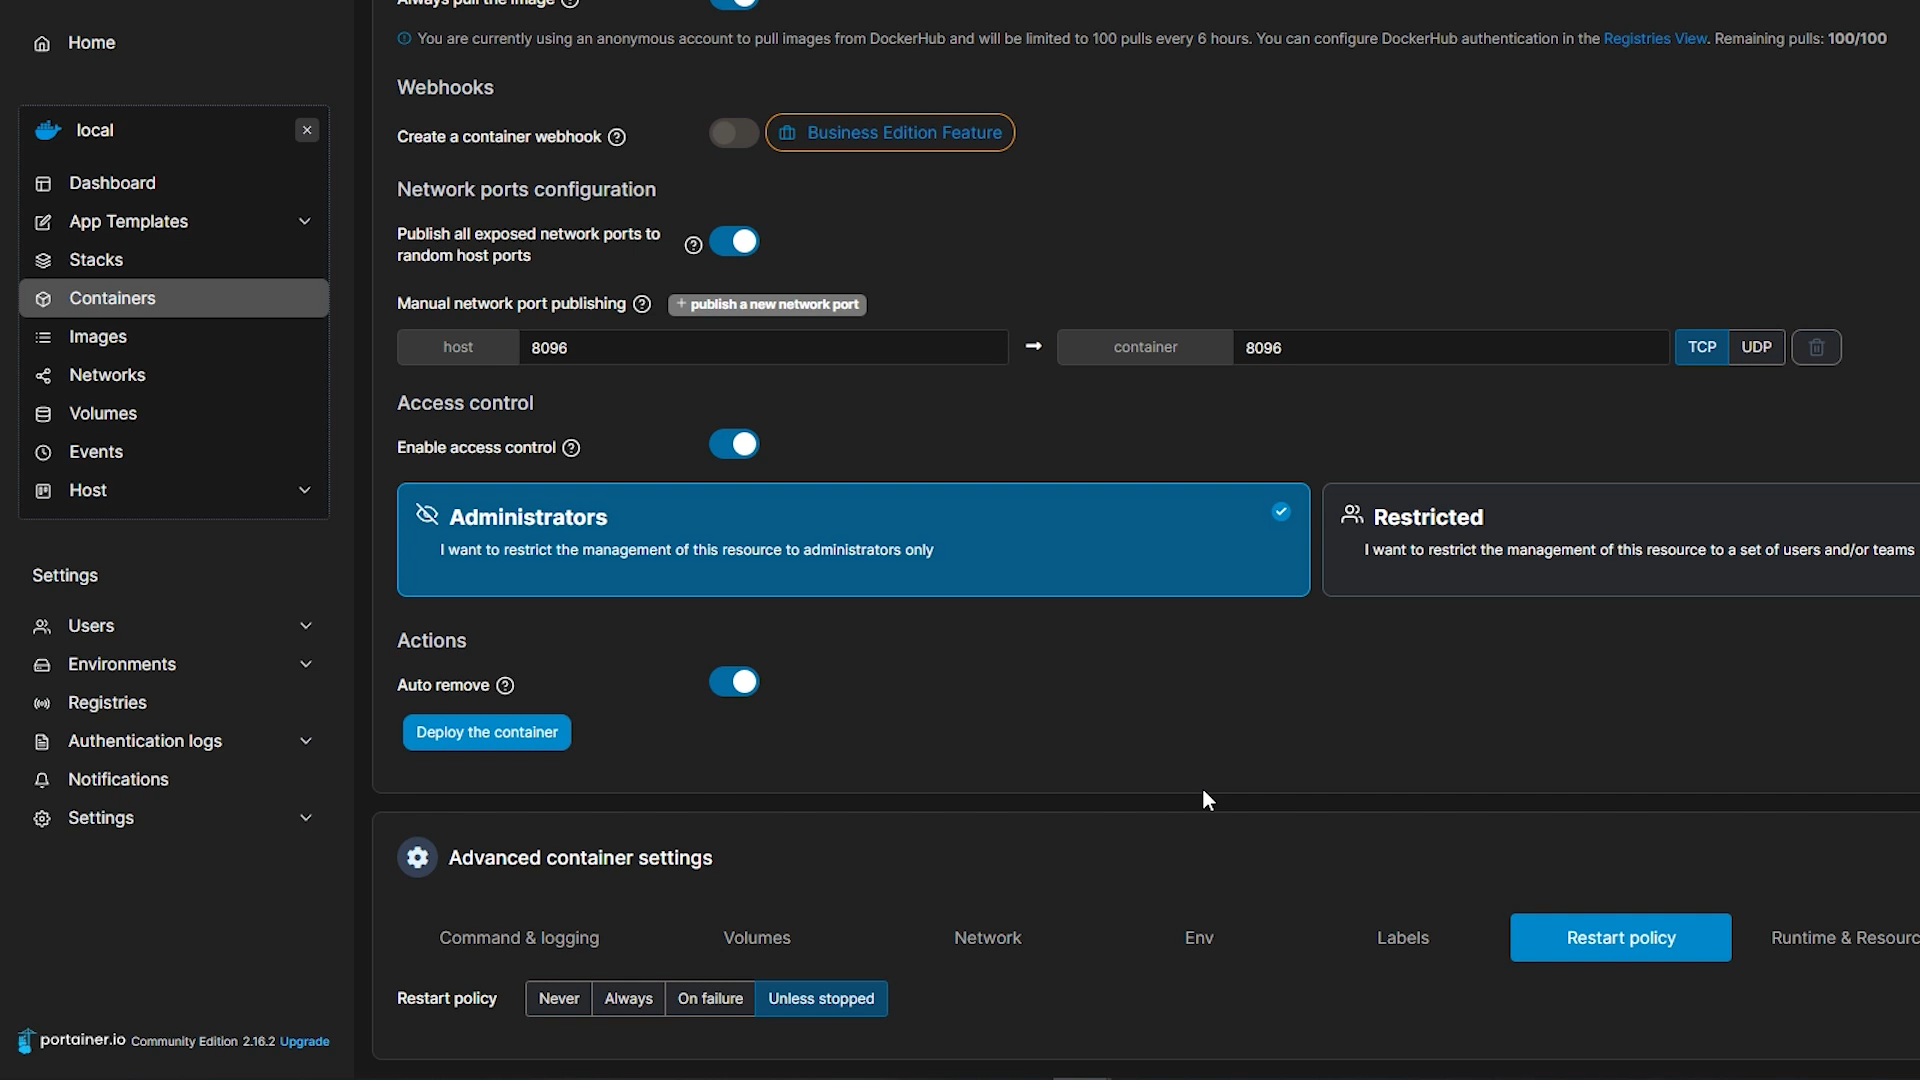 Home
local
Dashboard
App Templates
Stacks
Containers
Images
Networks
Volumes
Events
Host
Settings
Users
Environments
Registries
Authentication logs
Notifications
Settings
portainer.io Community Edition 2.16.2 Upgrade
Always pull the image
You are currently using an anonymous account to pull images from DockerHub and will be limited to 100 pulls every 6 hours. You can configure DockerHub authentication in the Registries View. Remaining pulls: 100/100
Webhooks
Create a container webhook Business Edition Feature
Network ports configuration
Publish all exposed network ports to
random host ports
Manual network port publishing + publish a new network port
host 8096 → container 8096 TCP UDP
Access control
Enable access control
Administrators
I want to restrict the management of this resource to administrators only
Restricted
I want to restrict the management of this resource to a set of users and/or teams
Actions
Auto remove
Deploy the container
Advanced container settings
Command & logging Volumes Network Env Labels Restart policy Runtime & Resourc
Restart policy Never Always On failure Unless stopped